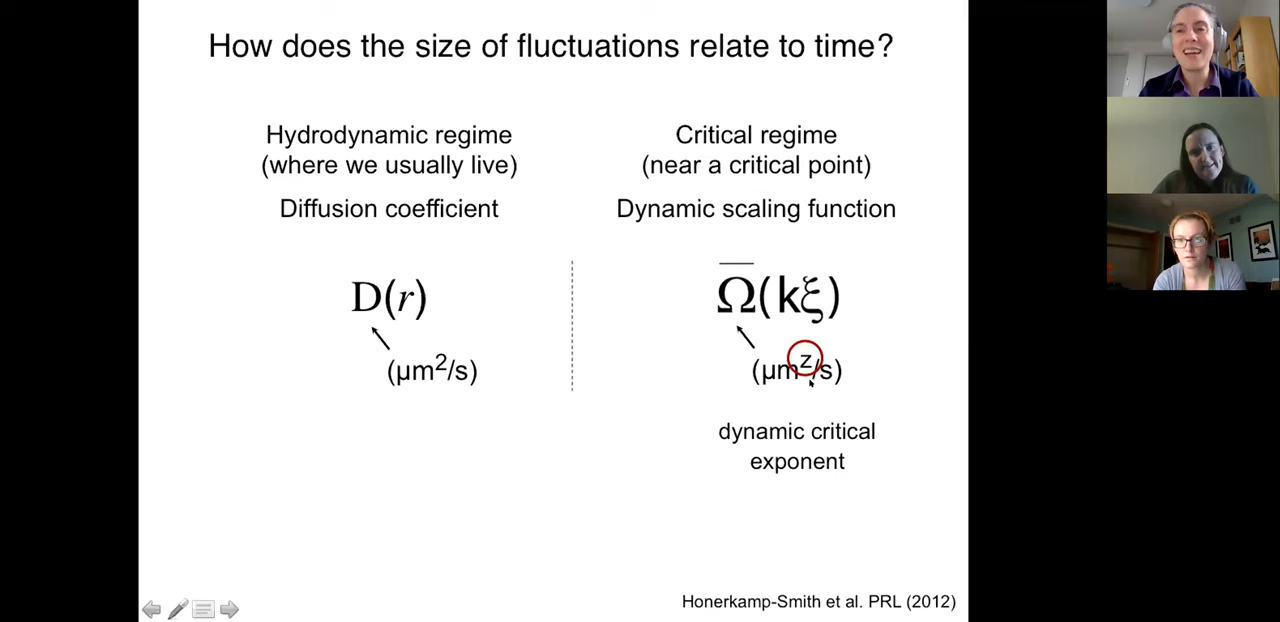 How does the size of fluctuations relate to time?
Hydrodynamic regime
(where we usually live)
Diffusion coefficient
D(r)
(µm²/s)
Critical regime
(near a critical point)
Dynamic scaling function
Ω̅(kξ)
(µmᶻ/s)
dynamic critical
exponent
Honerkamp-Smith et al. PRL (2012)